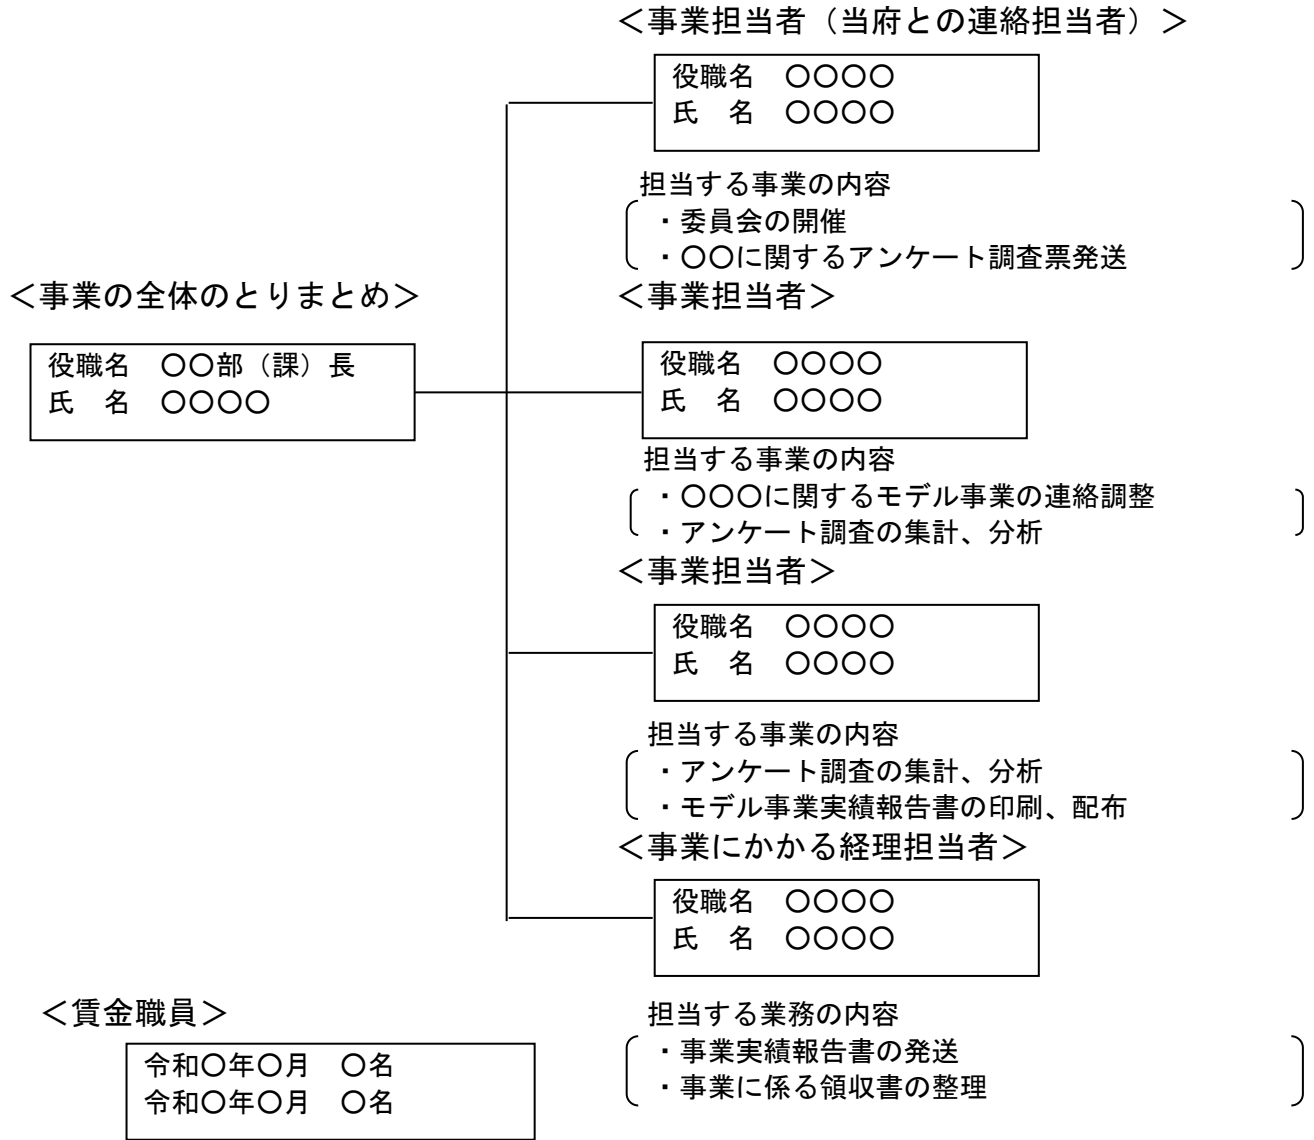 ＜事業担当者（当府との連絡担当者）＞
役職名　〇〇〇〇
氏　名　〇〇〇〇
担当する事業の内容
・委員会の開催
・〇〇に関するアンケート調査票発送
＜事業の全体のとりまとめ＞
役職名　〇〇部（課）長
氏　名　〇〇〇〇
＜事業担当者＞
役職名　〇〇〇〇
氏　名　〇〇〇〇
担当する事業の内容
・〇〇〇に関するモデル事業の連絡調整
・アンケート調査の集計、分析
＜事業担当者＞
役職名　〇〇〇〇
氏　名　〇〇〇〇
担当する事業の内容
・アンケート調査の集計、分析
・モデル事業実績報告書の印刷、配布
＜事業にかかる経理担当者＞
役職名　〇〇〇〇
氏　名　〇〇〇〇
担当する業務の内容
・事業実績報告書の発送
・事業に係る領収書の整理
＜賃金職員＞
令和〇年〇月　〇名
令和〇年〇月　〇名